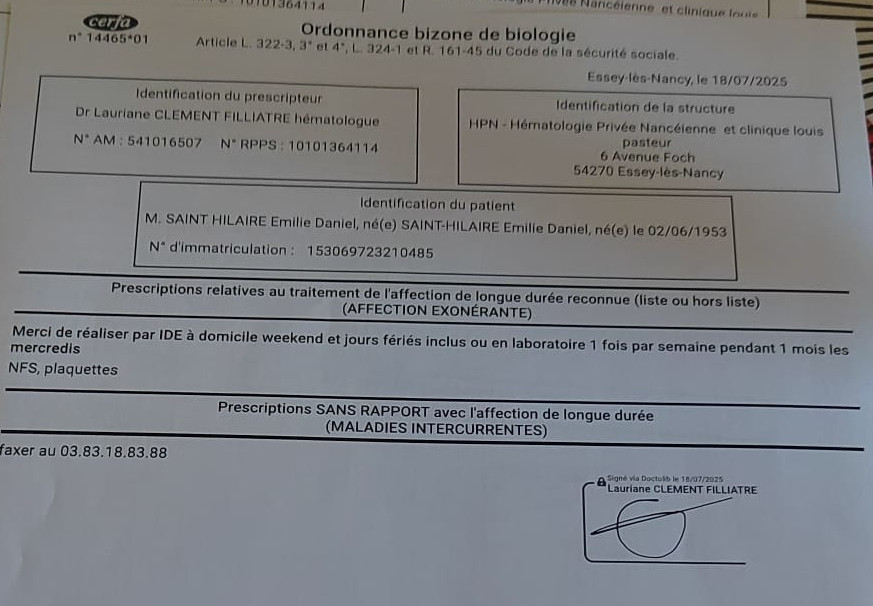 101364114
Privée Nancéienne et clinique louis
cerfa
n° 14465*01
Ordonnance bizone de biologie
Article L. 322-3, 3° et 4°, L. 324-1 et R. 161-45 du Code de la sécurité sociale.
Essey-lès-Nancy, le 18/07/2025
Identification du prescripteur
Dr Lauriane CLEMENT FILLIATRE hématologue
N° AM : 541016507 N° RPPS : 10101364114
Identification de la structure
HPN - Hématologie Privée Nancéienne et clinique louis
pasteur
6 Avenue Foch
54270 Essey-lès-Nancy
Identification du patient
M. SAINT HILAIRE Emilie Daniel, né(e) SAINT-HILAIRE Emilie Daniel, né(e) le 02/06/1953
N° d'immatriculation : 153069723210485
Prescriptions relatives au traitement de l'affection de longue durée reconnue (liste ou hors liste)
(AFFECTION EXONÉRANTE)
Merci de réaliser par IDE à domicile weekend et jours fériés inclus ou en laboratoire 1 fois par semaine pendant 1 mois les
mercredis
NFS, plaquettes
Prescriptions SANS RAPPORT avec l'affection de longue durée
(MALADIES INTERCURRENTES)
faxer au 03.83.18.83.88
Signé via Doctolib le 18/07/2025
Lauriane CLEMENT FILLIATRE